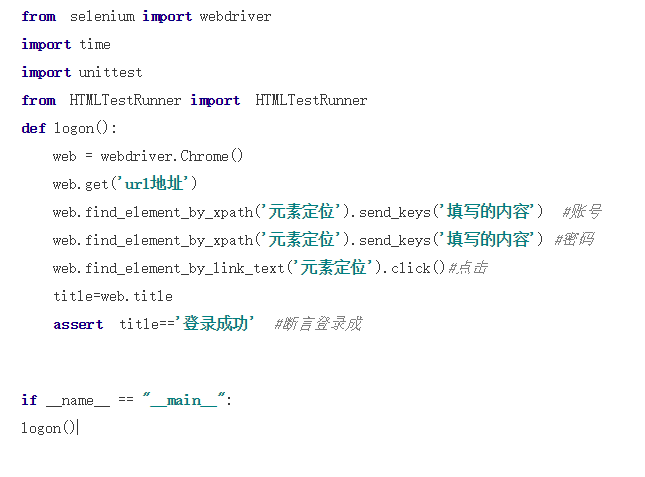 from selenium import webdriver
import time
import unittest
from HTMLTestRunner import HTMLTestRunner
def logon():
    web = webdriver.Chrome()
    web.get('url地址')
    web.find_element_by_xpath('元素定位').send_keys('填写的内容') #账号
    web.find_element_by_xpath('元素定位').send_keys('填写的内容') #密码
    web.find_element_by_link_text('元素定位').click()#点击
    title=web.title
    assert title=='登录成功' #断言登录成
if __name__ == "__main__":
logon()